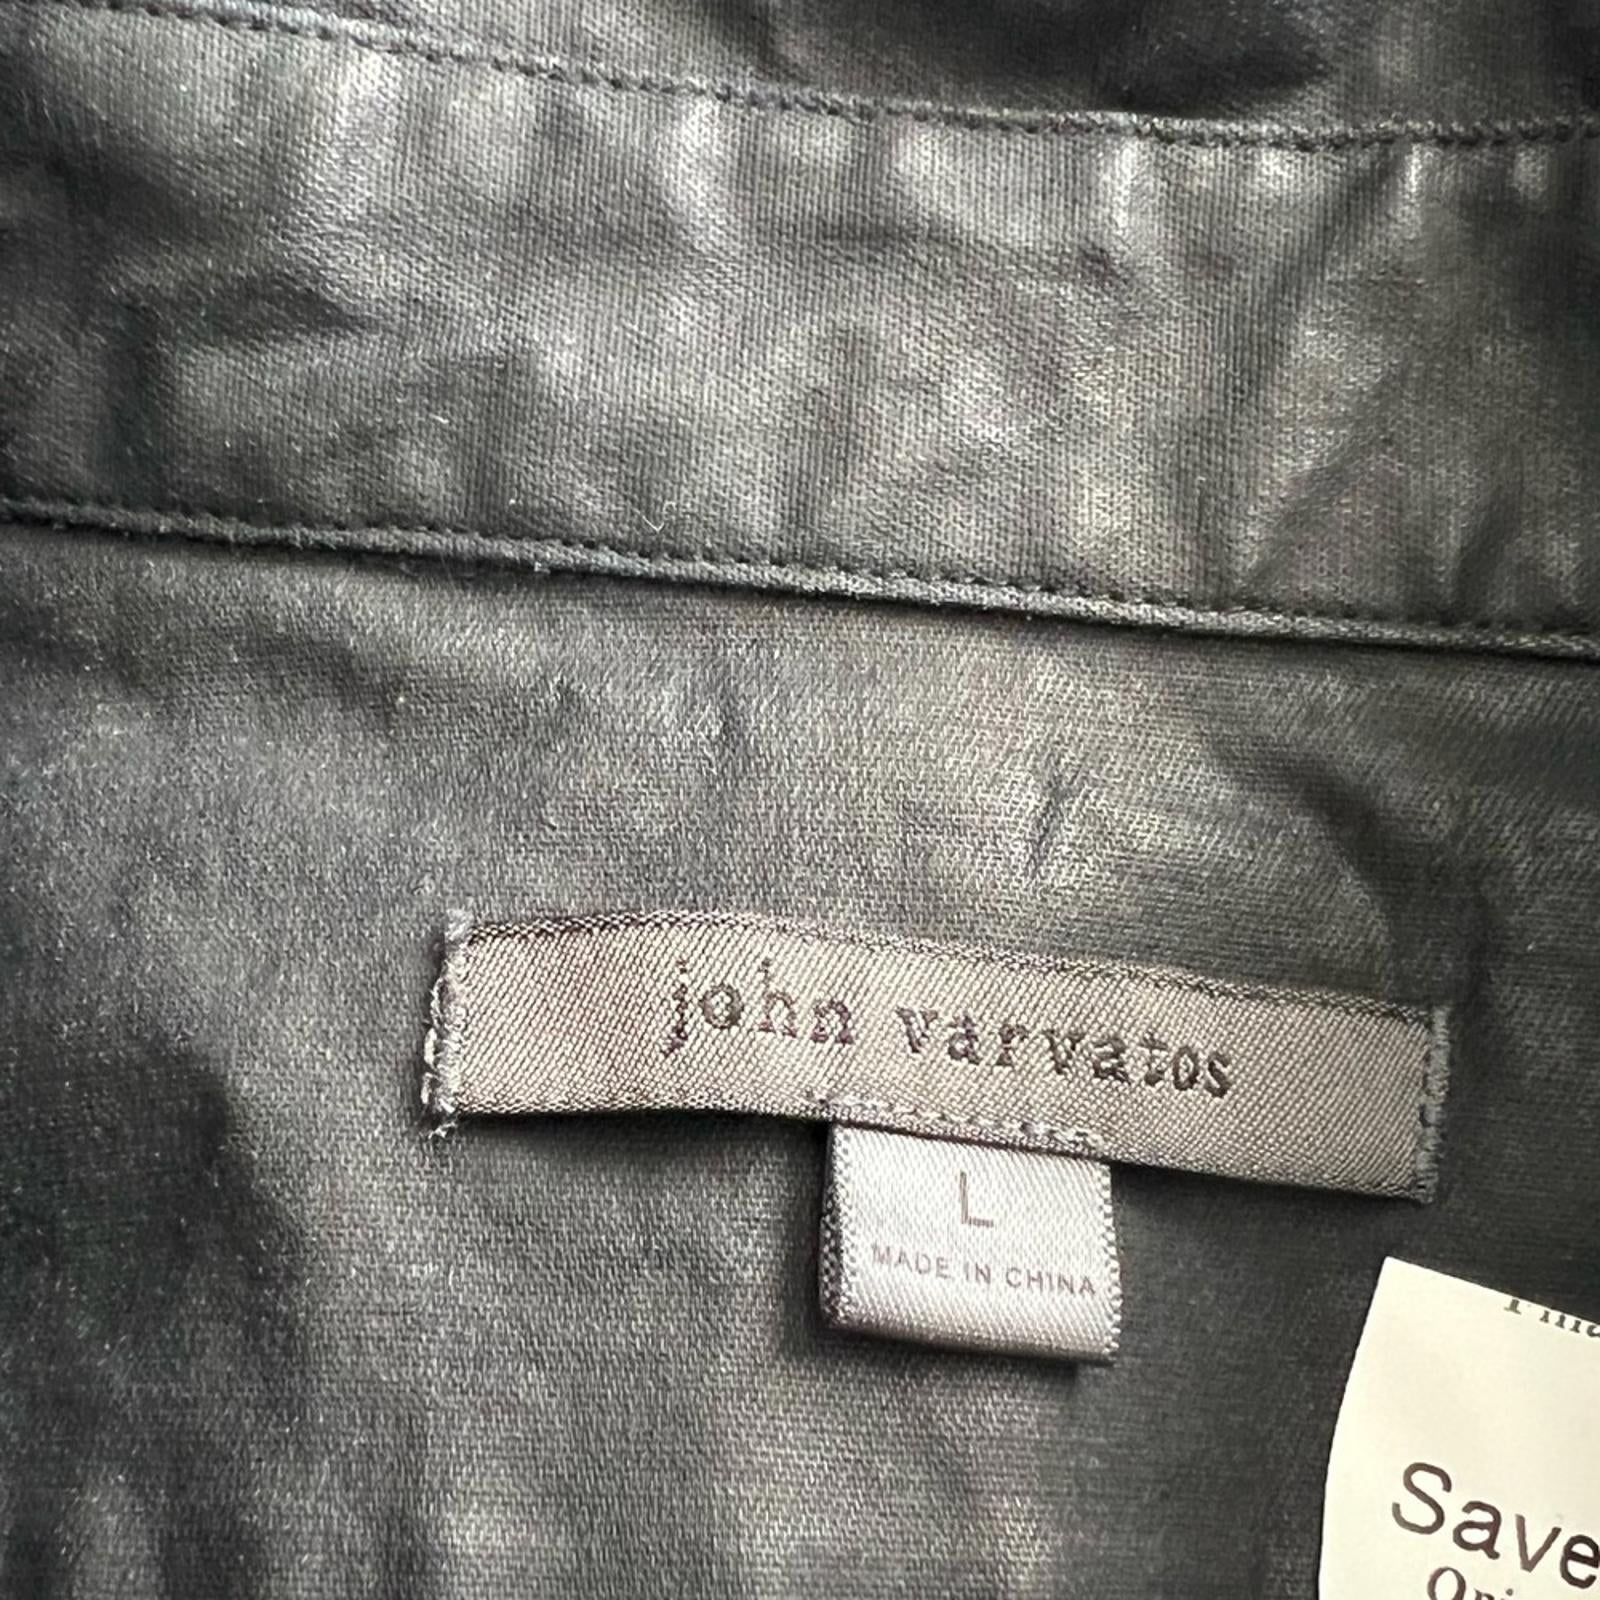 john varvatos
L
MADE IN CHINA
Save